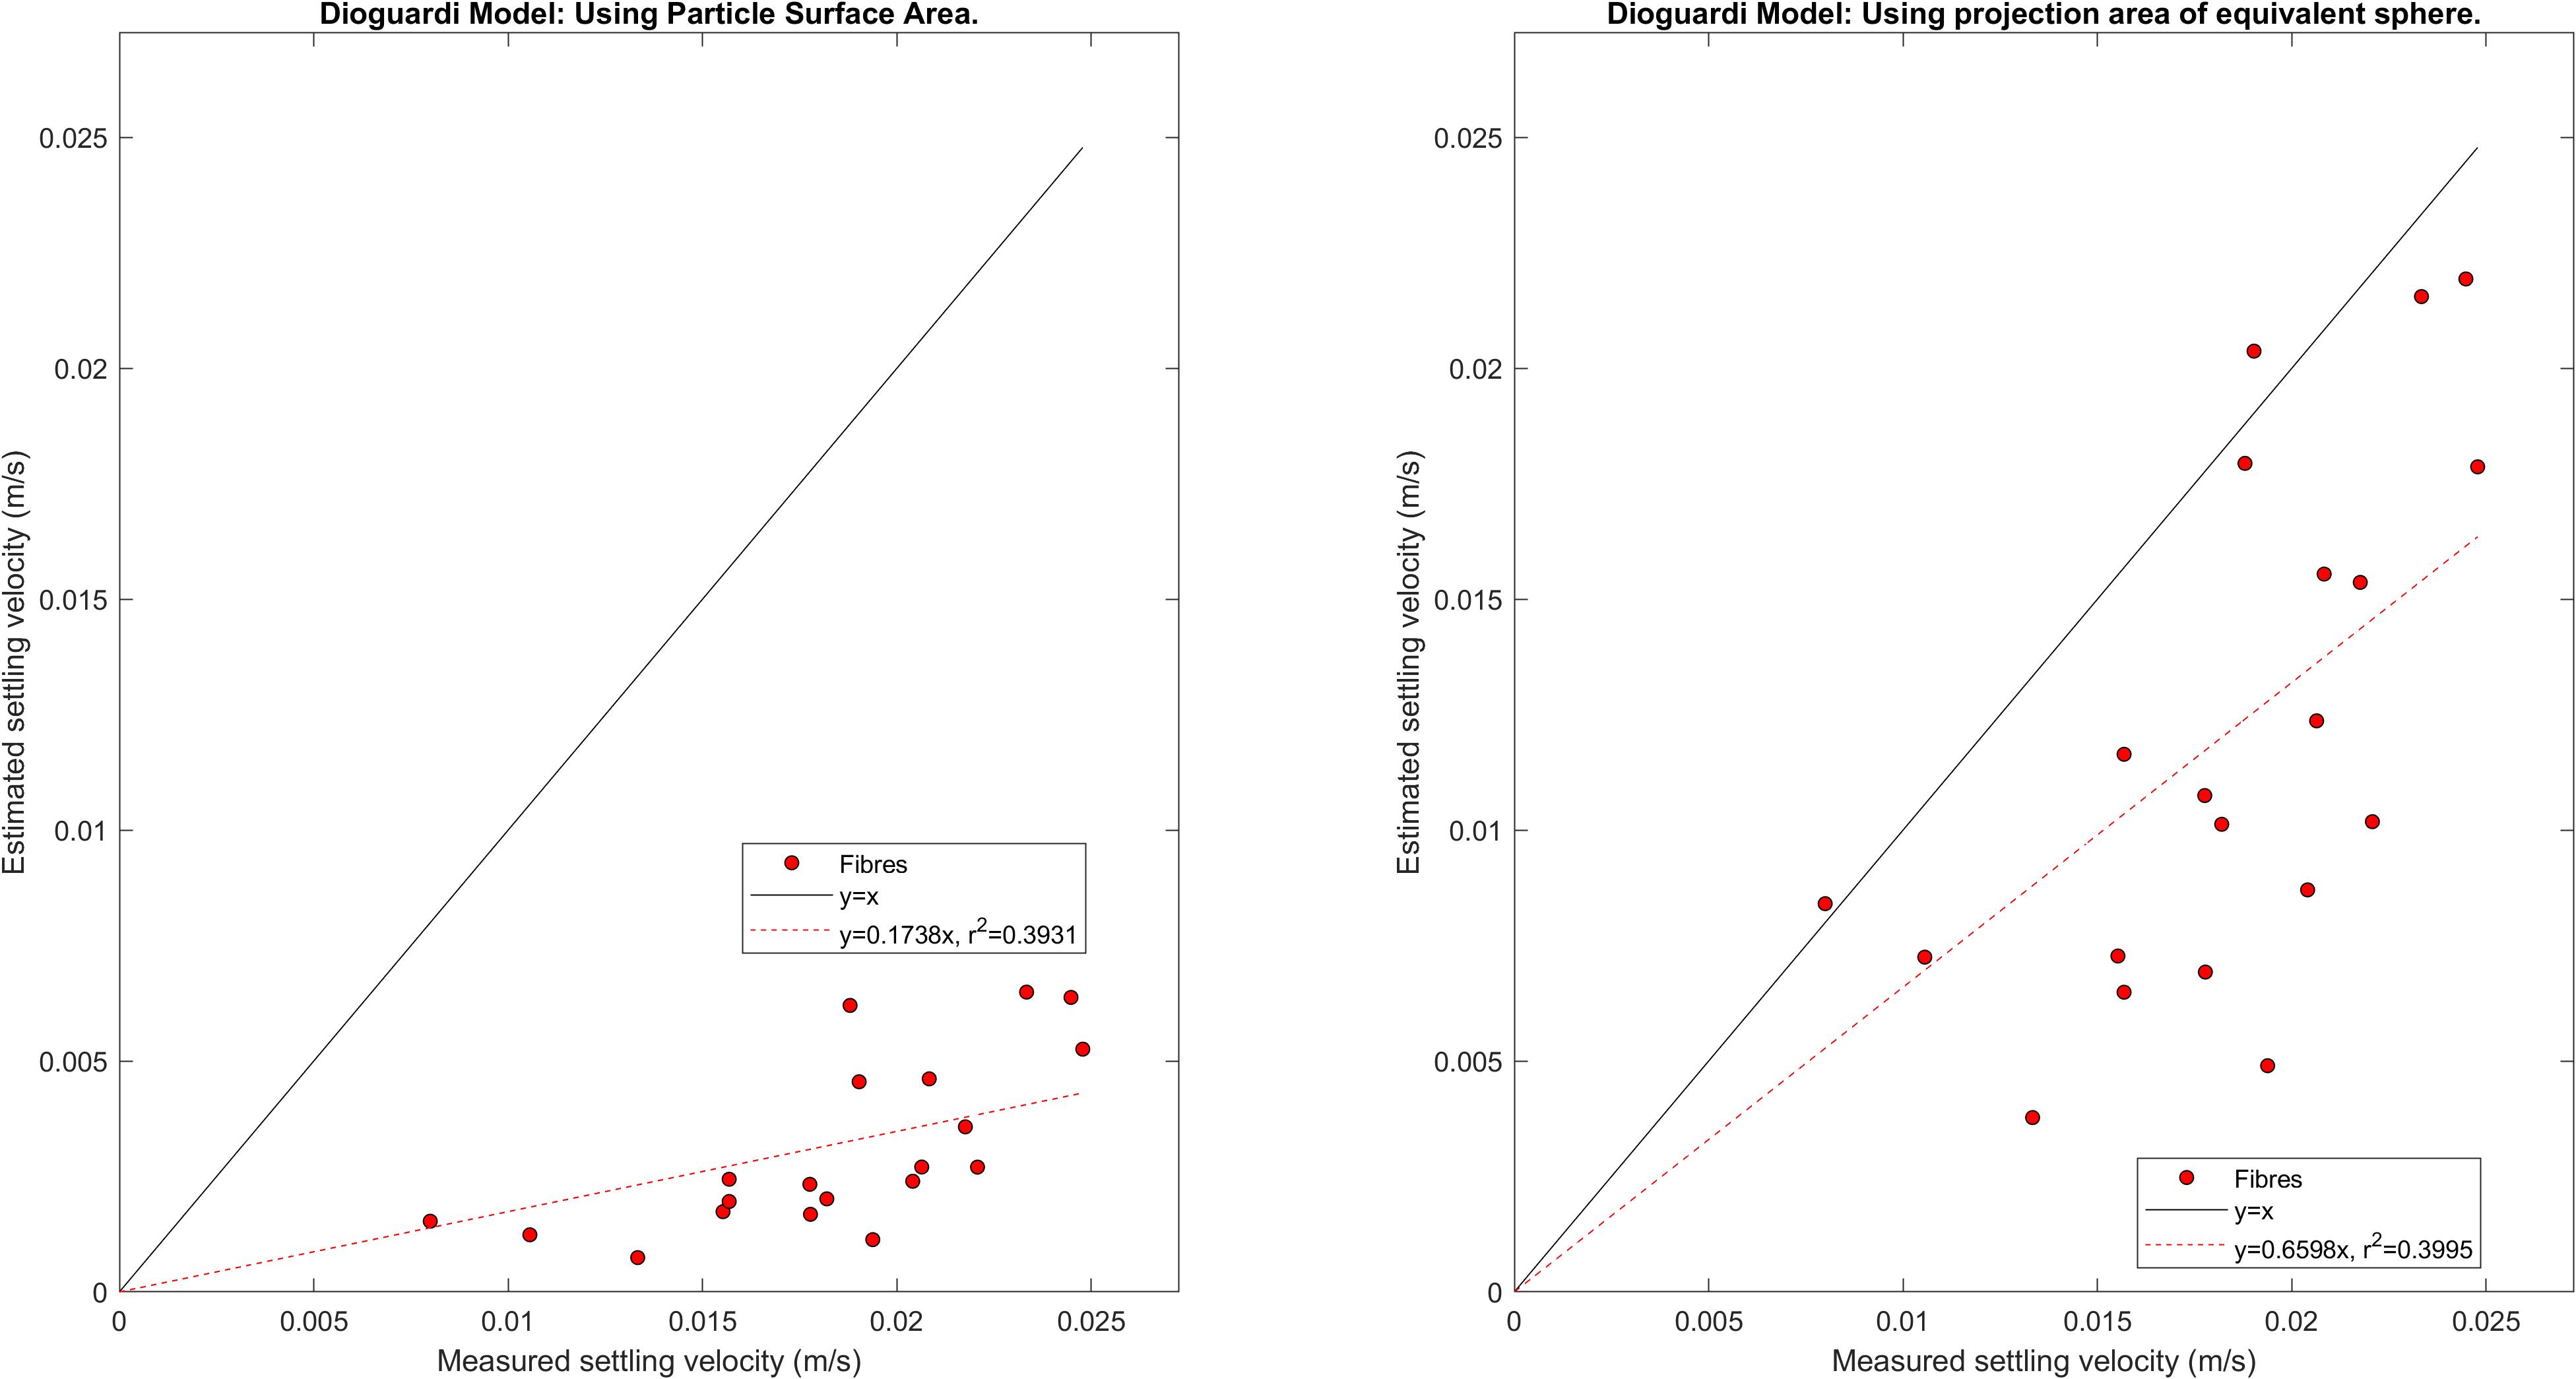 Dioguardi Model: Using Particle Surface Area.
Estimated settling velocity (m/s)
0.025
0.02
0.015
0.01
0.005
0
Fibres
y=x
y=0.1738x, r²=0.3931
0 0.005 0.01 0.015 0.02 0.025
Measured settling velocity (m/s)
Dioguardi Model: Using projection area of equivalent sphere.
Estimated settling velocity (m/s)
0.025
0.02
0.015
0.01
0.005
0
Fibres
y=x
y=0.6598x, r²=0.3995
0 0.005 0.01 0.015 0.02 0.025
Measured settling velocity (m/s)